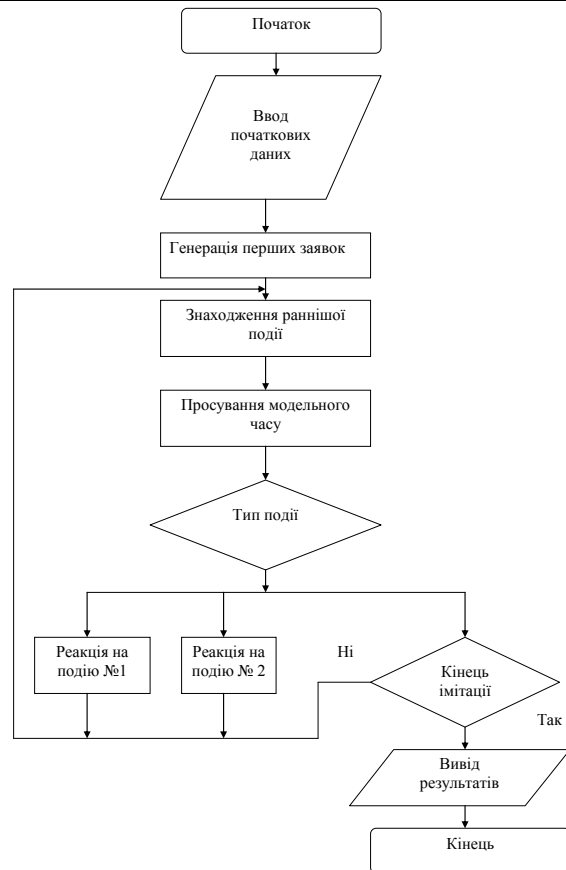 Початок
Ввод
початкових
даних
Генерація перших заявок
Знаходження раннішої
події
Просування модельного
часу
Тип події
Реакція на
подію №1
Реакція на
подію № 2
Ні
Кінець
імітації
Так
Вивід
результатів
Кінець